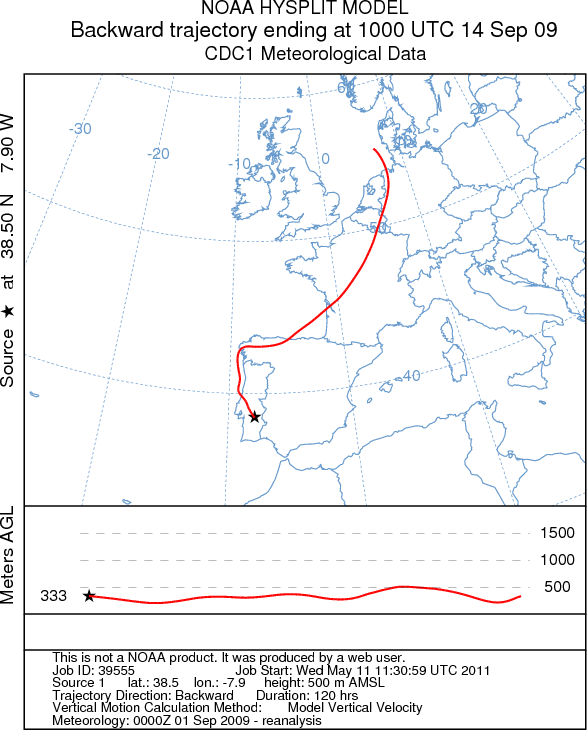 NOAA HYSPLIT MODEL
Backward trajectory ending at 1000 UTC 14 Sep 09
CDC1 Meteorological Data
Source ★ at 38.50 N 7.90 W
-30
-20
-10
0
20
40
Meters AGL
1500
1000
500
333
This is not a NOAA product. It was produced by a web user.
Job ID: 39555 Job Start: Wed May 11 11:30:59 UTC 2011
Source 1 lat.: 38.5 lon.: -7.9 height: 500 m AMSL
Trajectory Direction: Backward Duration: 120 hrs
Vertical Motion Calculation Method: Model Vertical Velocity
Meteorology: 0000Z 01 Sep 2009 - reanalysis